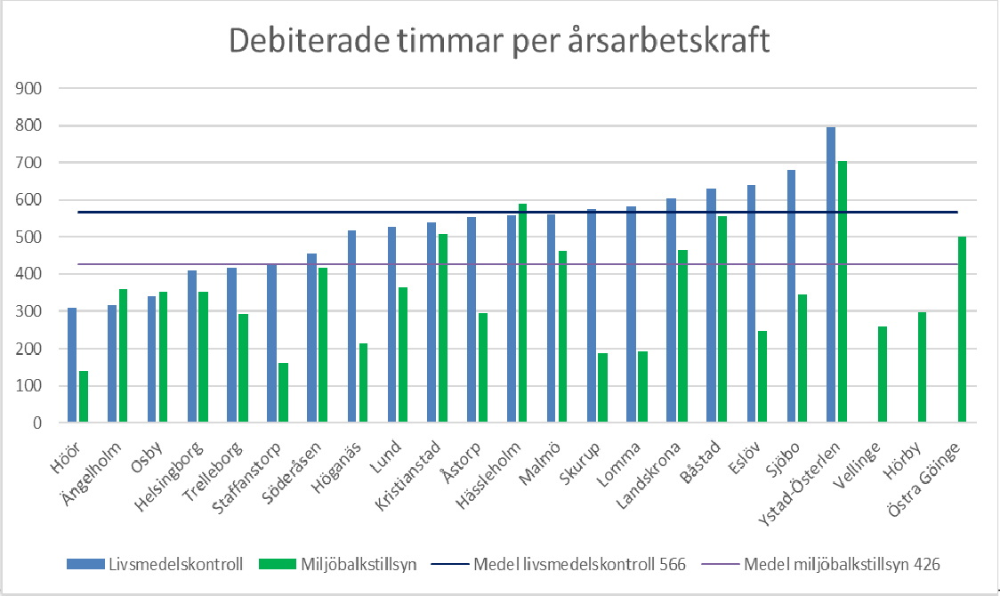 Debiterade timmar per årsarbetskraft
900
800
700
600
500
400
300
200
100
0
Höör
Ängelholm
Osby
Helsingborg
Trelleborg
Staffanstorp
Söderåsen
Höganäs
Lund
Kristianstad
Åstorp
Hässleholm
Malmö
Skurup
Lomma
Landskrona
Båstad
Eslöv
Sjöbo
Ystad-Österlen
Vellinge
Hörby
Östra Göinge
Livsmedelskontroll Miljöbalkstillsyn Medel livsmedelskontroll 566 Medel miljöbalkstillsyn 426